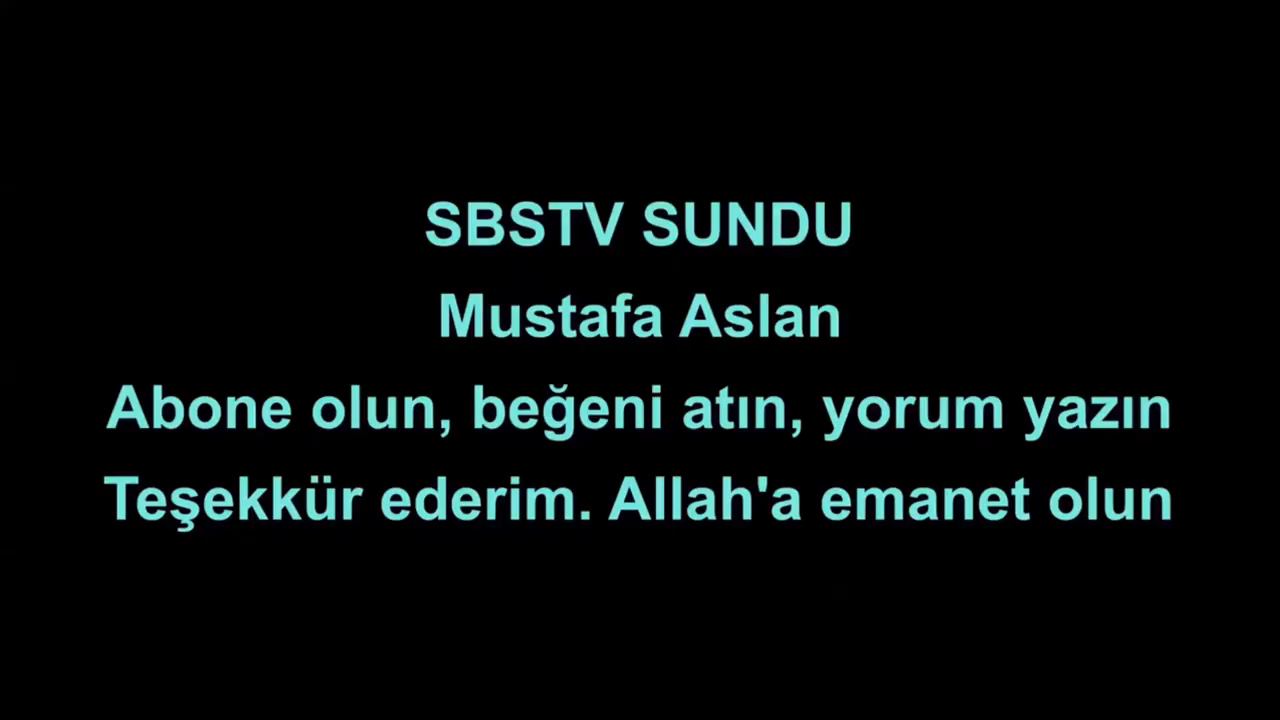 SBSTV SUNDU
Mustafa Aslan
Abone olun, beğeni atın, yorum yazın
Teşekkür ederim. Allah'a emanet olun